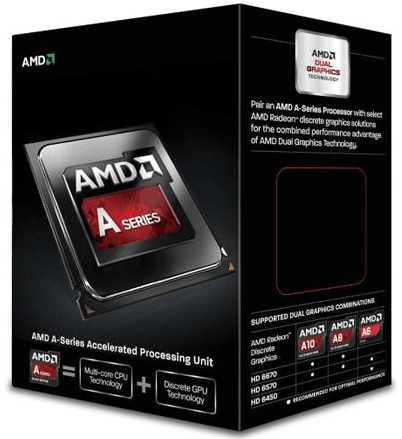 AMD
AMD
A SERIES
AMD A-Series Accelerated Processing Unit
AMD
A SERIES
= Multi-core CPU Technology + Discrete GPU Technology
AMD
DUAL
GRAPHICS
TECHNOLOGY
Pair an AMD A-Series Processor with select
AMD Radeon™ discrete graphics solutions
for the combined performance advantage
of AMD Dual Graphics Technology.
SUPPORTED DUAL GRAPHICS COMBINATIONS
AMD Radeon™
Discrete
Graphics
AMD AMD AMD
A10 A8 A6
HD 6670 • •
HD 6570 • • •
HD 6450 •
• RECOMMENDED FOR OPTIMAL PERFORMANCE